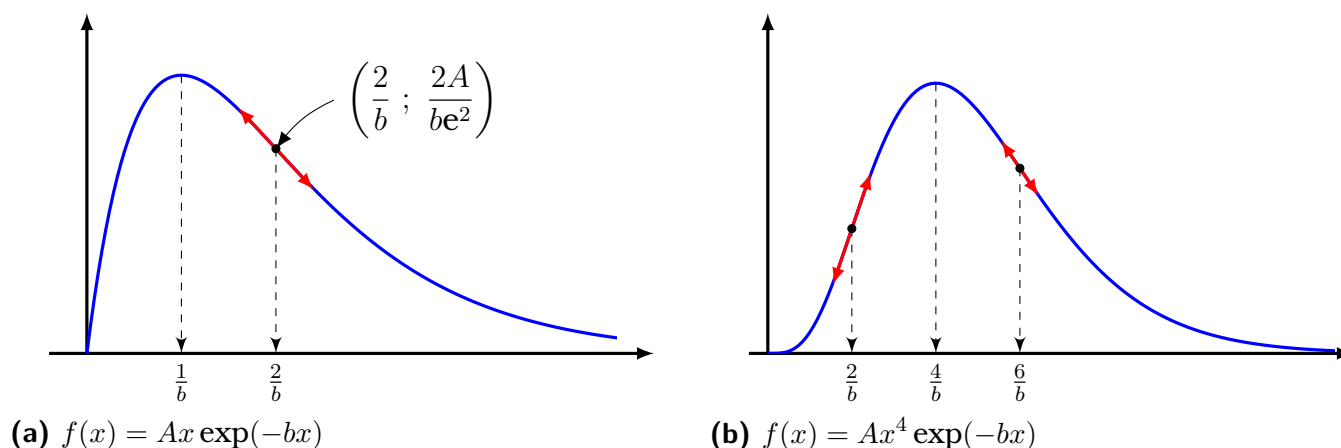 (2/b ; 2A/be²)
1/b 2/b
2/b 4/b 6/b
(a) f(x) = Ax exp(−bx)
(b) f(x) = Ax⁴ exp(−bx)